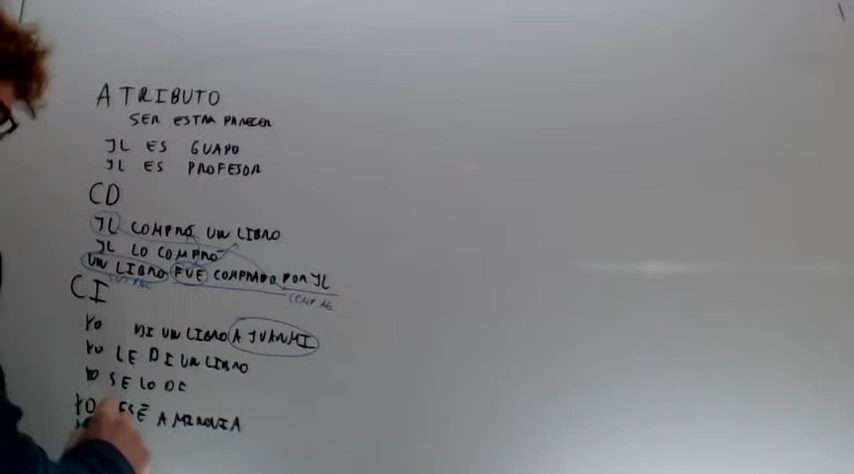 ATRIBUTO
SER ESTAR PARECER
JL ES GUAPO
JL ES PROFESOR
CD
JL COMPRÓ UN LIBRO
JL LO COMPRÓ
UN LIBRO FUE COMPRADO POR JL
COMP. AG.
CI
YO DI UN LIBRO A JUANMI
YO LE DI UN LIBRO
YO SE LO DI
YO A MI NOVIA